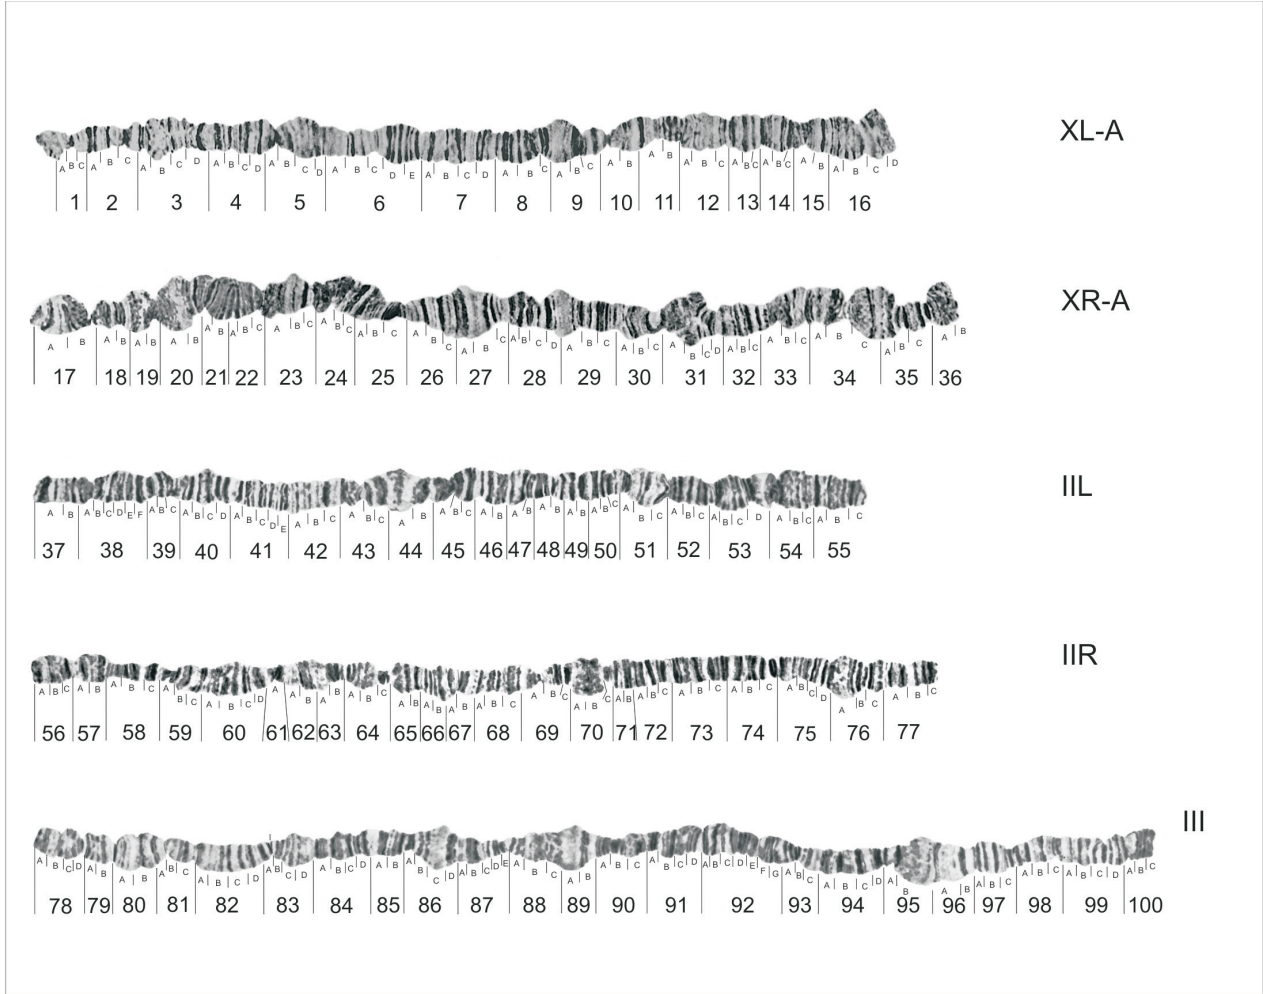 XL-A
A B C A B C A B C D A B C D A B C D A B C D E A B C D A B C A B C A B A B A B C A B C A B C A B A B C D
1 2 3 4 5 6 7 8 9 10 11 12 13 14 15 16
XR-A
A B A B A B A B A B A B C A B C A B C A B C A B C A B C A B C D A B C A B C A B C D A B C A B C A B C A B C A B
17 18 19 20 21 22 23 24 25 26 27 28 29 30 31 32 33 34 35 36
IIL
A B A B C D E F A B C A B C D A B C D E A B C A B C A B A B C A B A B A B A B A B C A B C A B C A B C D A B C A B C
37 38 39 40 41 42 43 44 45 46 47 48 49 50 51 52 53 54 55
IIR
A B C A B A B C A B C A B C D A A B A B A B C A B A B A B A B C A B C A B C A B A B C A B C A B C A B C D A B C A B C
56 57 58 59 60 61 62 63 64 65 66 67 68 69 70 71 72 73 74 75 76 77
III
A B C D A B A B A B C A B C D A B C D A B C D A B A B C D A B C D E A B C A B A B C A B C D A B C D E F G A B C A B C D A B A B A B C A B C A B C D A B C
78 79 80 81 82 83 84 85 86 87 88 89 90 91 92 93 94 95 96 97 98 99 100